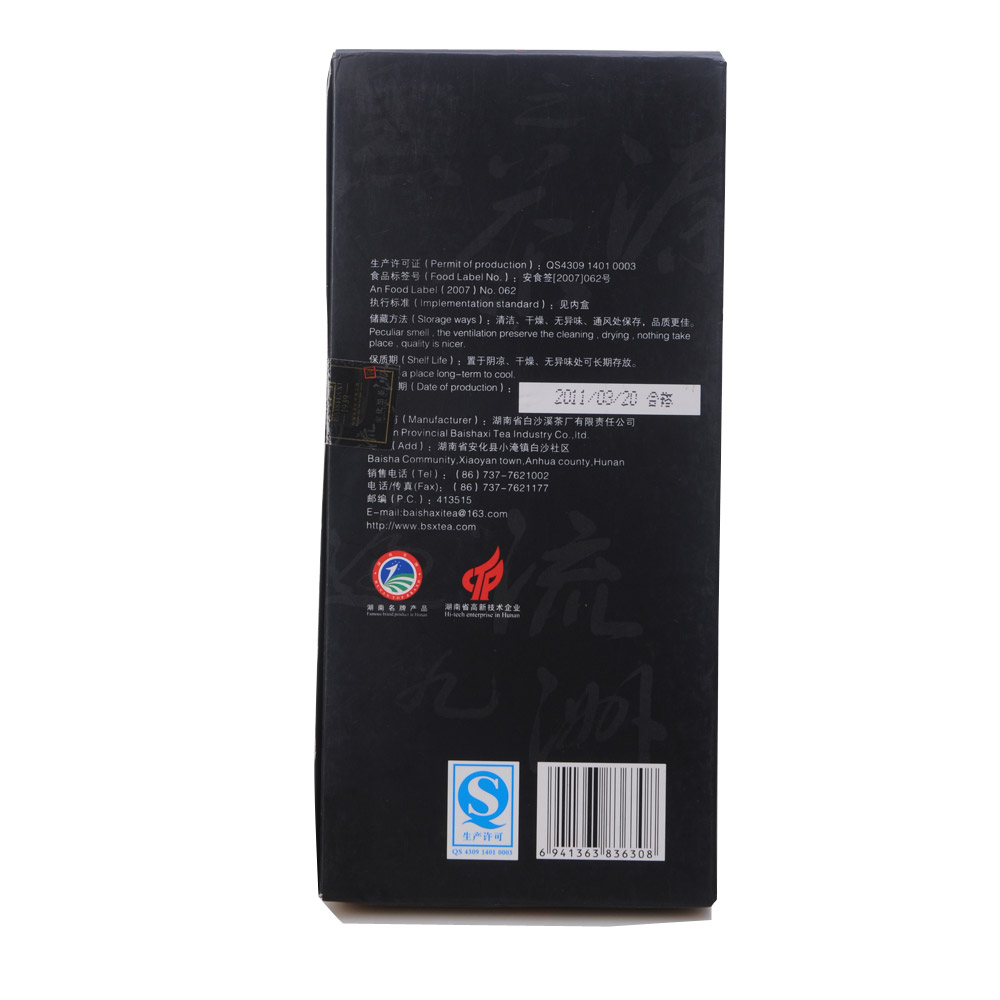 生产许可证（Permit of production）：QS4309 1401 0003
食品标签号（Food Label No.）：安食签[2007]062号
An Food Label（2007）No. 062
执行标准（Implementation standard）：见内盒
储藏方法（Storage ways）：清洁、干燥、无异味、通风处保存，品质更佳。
Peculiar smell , the ventilation preserve the cleaning , drying , nothing take
place , quality is nicer.
保质期（Shelf Life）：置于阴凉、干燥、无异味处可长期存放。
a place long-term to cool.
期（Date of production）：
2011/03/20 合格
（Manufacturer）：湖南省白沙溪茶厂有限责任公司
n Provincial Baishaxi Tea Industry Co.,ltd.
（Add）：湖南省安化县小淹镇白沙社区
Baisha Community,Xiaoyan town,Anhua county,Hunan
销售电话（Tel）：（86）737-7621002
电话/传真(Fax)：（86）737-7621177
邮编（P.C.）：413515
E-mail:baishaxitea@163.com
http://www.bsxtea.com
湖南名牌产品
Famous brand product in Hunan
湖南省高新技术企业
Hi-tech enterprise in Hunan
流
九
洲
生产许可
QS 4309 1401 0003
6 941363 836308